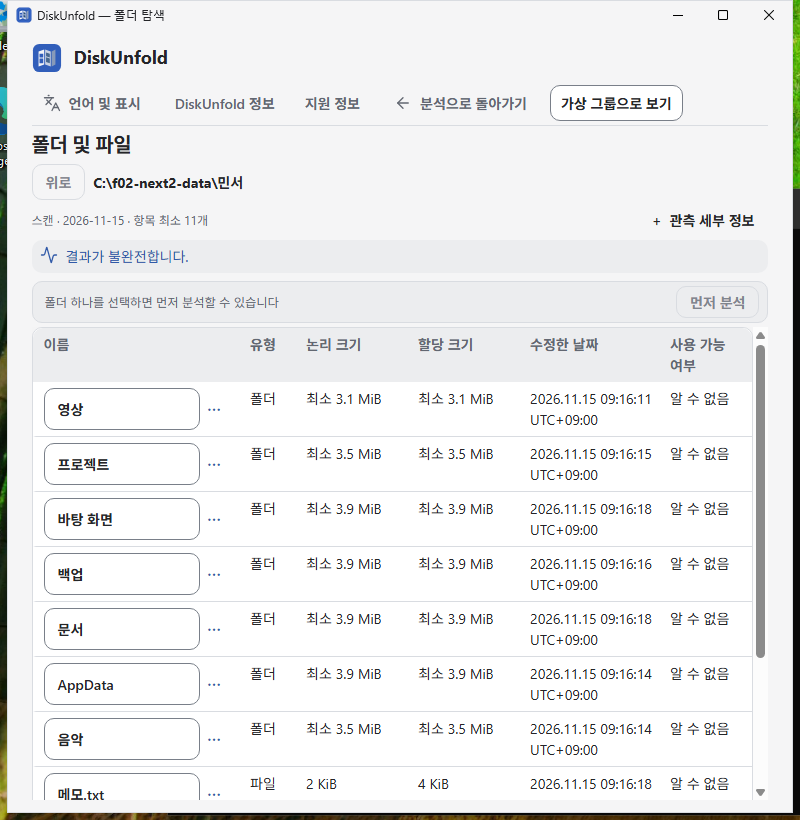 DiskUnfold — 폴더 탐색
DiskUnfold
언어 및 표시 DiskUnfold 정보 지원 정보 ← 분석으로 돌아가기 가상 그룹으로 보기
폴더 및 파일
위로 C:\f02-next2-data\민서
스캔 · 2026-11-15 · 항목 최소 11개 + 관측 세부 정보
결과가 불완전합니다.
폴더 하나를 선택하면 먼저 분석할 수 있습니다 먼저 분석
이름 유형 논리 크기 할당 크기 수정한 날짜 사용 가능
여부
영상 ... 폴더 최소 3.1 MiB 최소 3.1 MiB 2026.11.15 09:16:11 알 수 없음
UTC+09:00
프로젝트 ... 폴더 최소 3.5 MiB 최소 3.5 MiB 2026.11.15 09:16:15 알 수 없음
UTC+09:00
바탕 화면 ... 폴더 최소 3.9 MiB 최소 3.9 MiB 2026.11.15 09:16:18 알 수 없음
UTC+09:00
백업 ... 폴더 최소 3.9 MiB 최소 3.9 MiB 2026.11.15 09:16:16 알 수 없음
UTC+09:00
문서 ... 폴더 최소 3.9 MiB 최소 3.9 MiB 2026.11.15 09:16:18 알 수 없음
UTC+09:00
AppData ... 폴더 최소 3.9 MiB 최소 3.9 MiB 2026.11.15 09:16:14 알 수 없음
UTC+09:00
음악 ... 폴더 최소 3.5 MiB 최소 3.5 MiB 2026.11.15 09:16:14 알 수 없음
UTC+09:00
메모.txt ... 파일 2 KiB 4 KiB 2026.11.15 09:16:18 알 수 없음